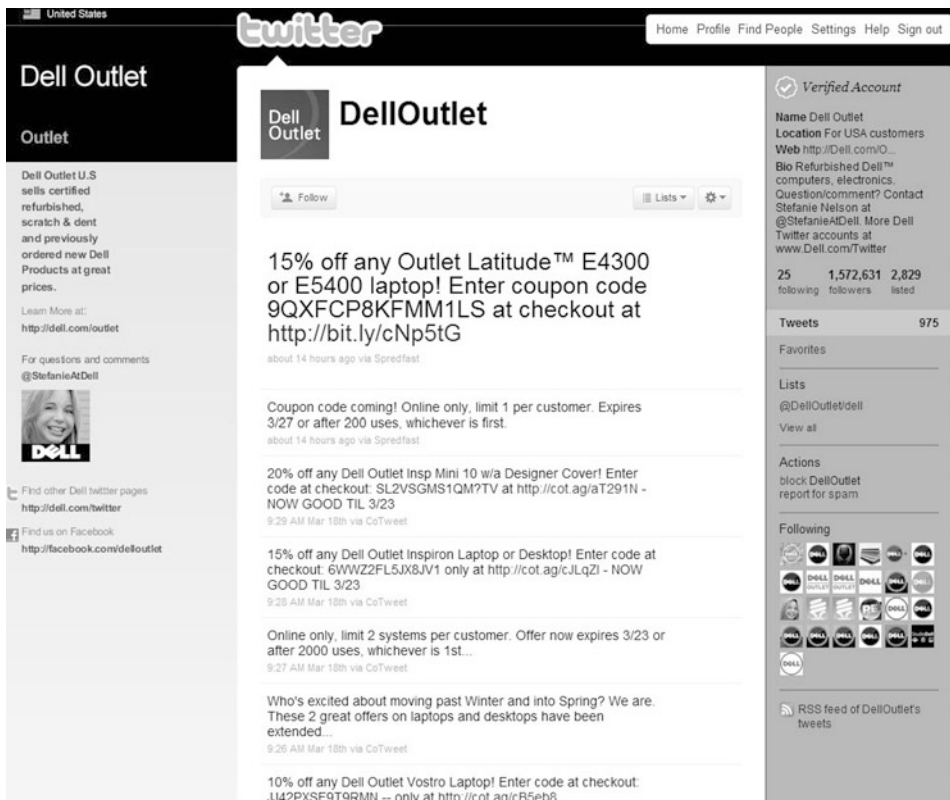 United States
twitter
Home Profile Find People Settings Help Sign out
Dell Outlet
Outlet
Dell Outlet U.S
sells certified
refurbished,
scratch & dent
and previously
ordered new Dell
Products at great
prices.
Learn More at:
http://dell.com/outlet
For questions and comments
@StefanieAtDell
DELL
Find other Dell twitter pages
http://dell.com/twitter
Find us on Facebook
http://facebook.com/delloutlet
Dell
Outlet
DellOutlet
Follow
Lists
15% off any Outlet Latitude™ E4300
or E5400 laptop! Enter coupon code
9QXFCP8KFMM1LS at checkout at
http://bit.ly/cNp5tG
about 14 hours ago via Spredfast
Coupon code coming! Online only, limit 1 per customer. Expires
3/27 or after 200 uses, whichever is first.
about 14 hours ago via Spredfast
20% off any Dell Outlet Insp Mini 10 w/a Designer Cover! Enter
code at checkout: SL2VSGMS1QM?TV at http://cot.ag/aT291N -
NOW GOOD TIL 3/23
9:29 AM Mar 18th via CoTweet
15% off any Dell Outlet Inspiron Laptop or Desktop! Enter code at
checkout: 6WWZ2FL5JX8JV1 only at http://cot.ag/cJLqZI - NOW
GOOD TIL 3/23
9:28 AM Mar 18th via CoTweet
Online only, limit 2 systems per customer. Offer now expires 3/23 or
after 2000 uses, whichever is 1st...
9:27 AM Mar 18th via CoTweet
Who's excited about moving past Winter and into Spring? We are.
These 2 great offers on laptops and desktops have been
extended...
9:26 AM Mar 18th via CoTweet
10% off any Dell Outlet Vostro Laptop! Enter code at checkout:
JJ42PXSF9T9RMN -- only at http://cot.ag/cB5eb8
Verified Account
Name Dell Outlet
Location For USA customers
Web http://Dell.com/O...
Bio Refurbished Dell™
computers, electronics.
Question/comment? Contact
Stefanie Nelson at
@StefanieAtDell. More Dell
Twitter accounts at
www.Dell.com/Twitter
25 1,572,631 2,829
following followers listed
Tweets 975
Favorites
Lists
@DellOutlet/dell
View all
Actions
block DellOutlet
report for spam
Following
RSS feed of DellOutlet's
tweets